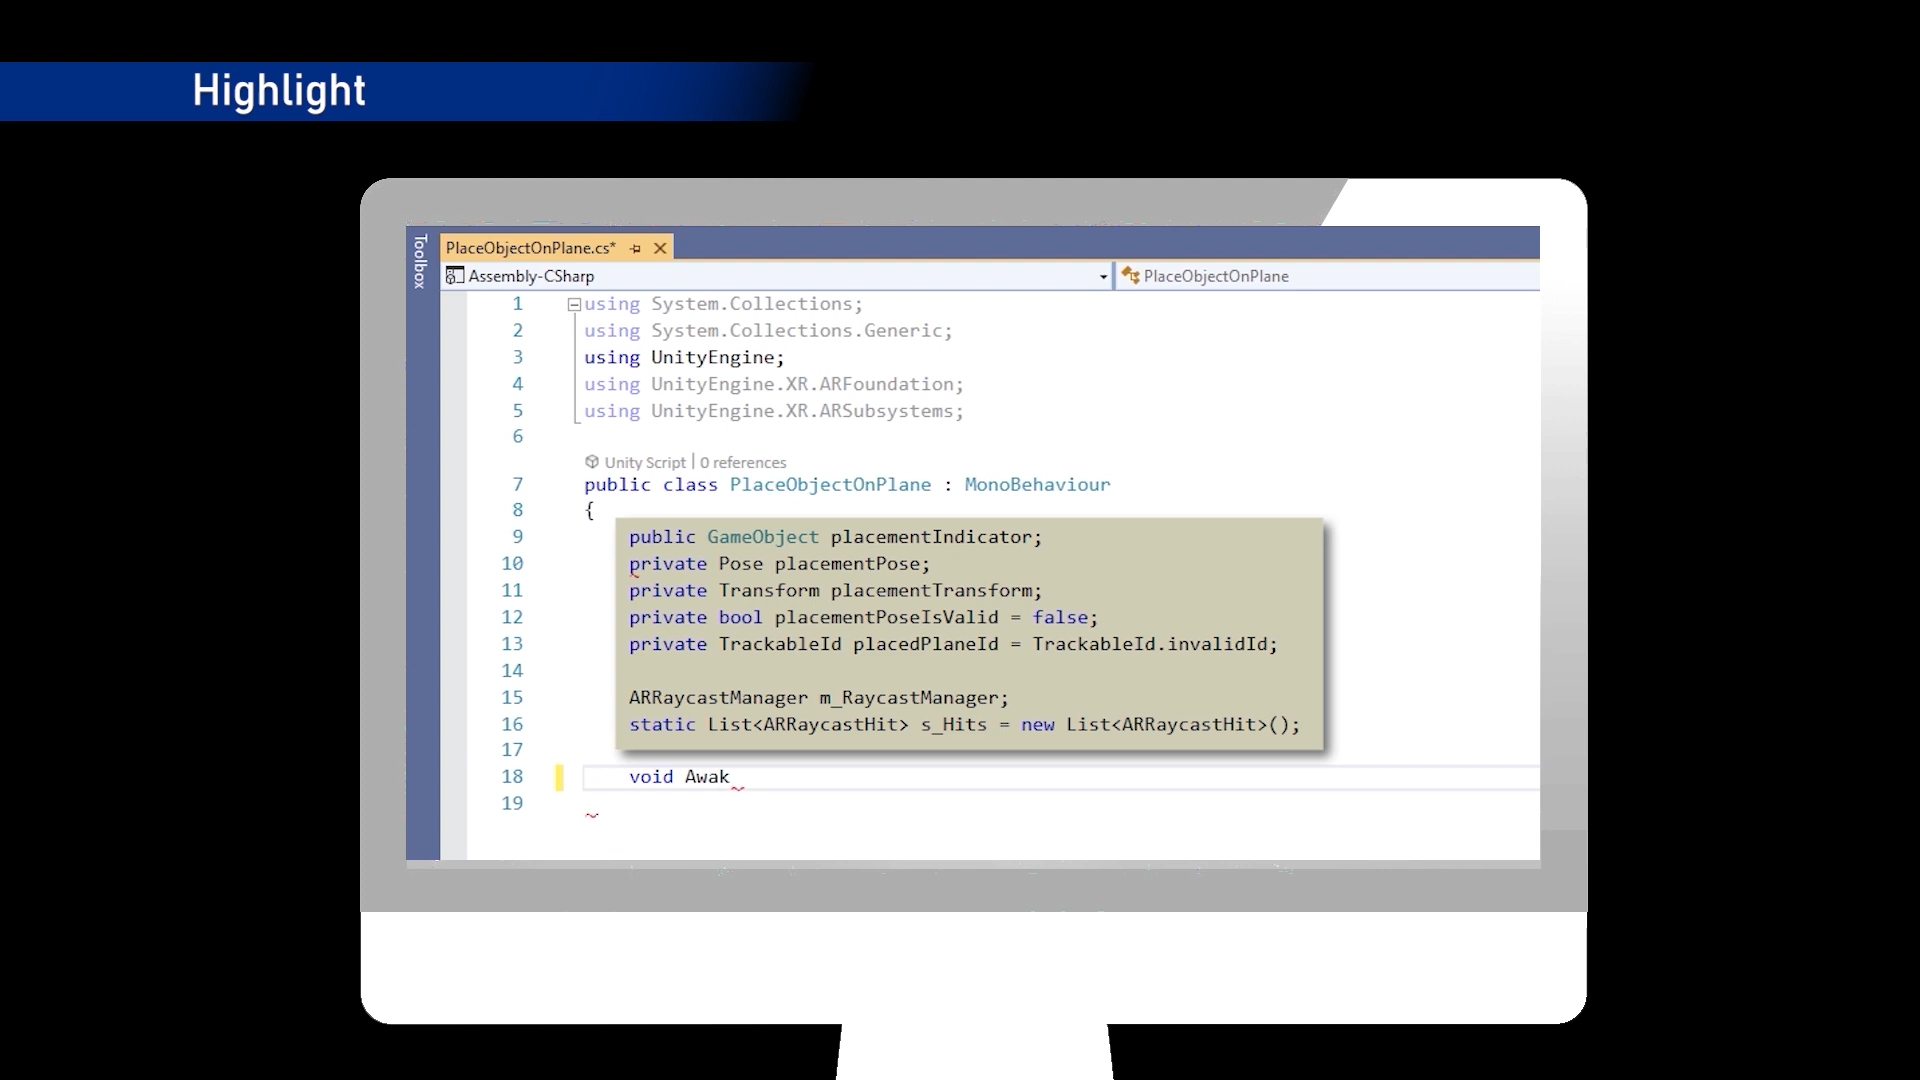 Highlight
Toolbox
PlaceObjectOnPlane.cs*
Assembly-CSharp
PlaceObjectOnPlane
1 using System.Collections;
2 using System.Collections.Generic;
3 using UnityEngine;
4 using UnityEngine.XR.ARFoundation;
5 using UnityEngine.XR.ARSubsystems;
6
Unity Script | 0 references
7 public class PlaceObjectOnPlane : MonoBehaviour
8 {
9 public GameObject placementIndicator;
10 private Pose placementPose;
11 private Transform placementTransform;
12 private bool placementPoseIsValid = false;
13 private TrackableId placedPlaneId = TrackableId.invalidId;
14
15 ARRaycastManager m_RaycastManager;
16 static List<ARRaycastHit> s_Hits = new List<ARRaycastHit>();
17
18 void Awak
19